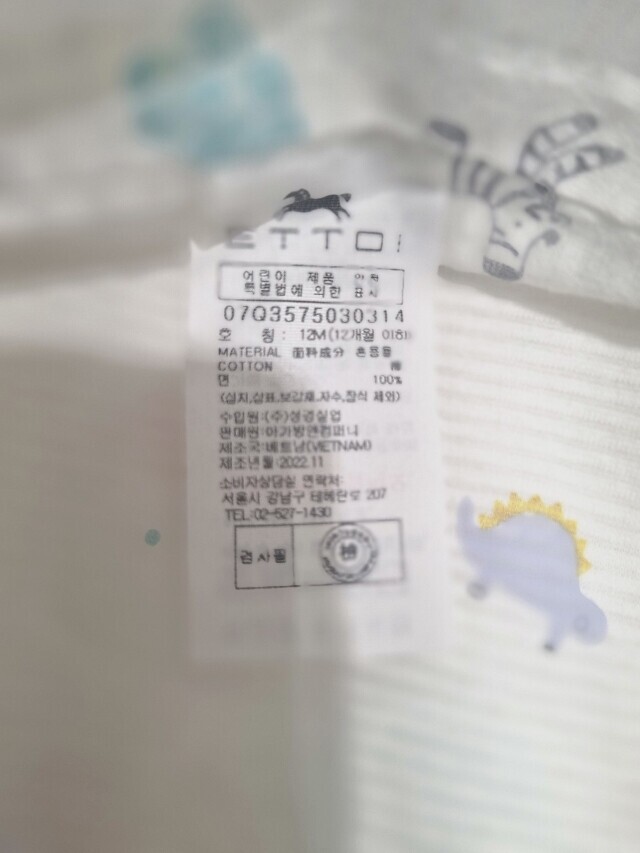 ETTOI
어린이 제품 안전
특별법에 의한 표시
07Q3575030314
호 칭 : 12M(12개월 이하)
MATERIAL 面料成分 혼용율
COTTON 棉
면 100%
(심지,상표,보강재,자수,장식 제외)
수입원:(주)성경실업
판매원:아가방앤컴퍼니
제조국:베트남(VIETNAM)
제조년월:2022.11
소비자상담실 연락처:
서울시 강남구 테헤란로 207
TEL:02-527-1430
검사필
檢